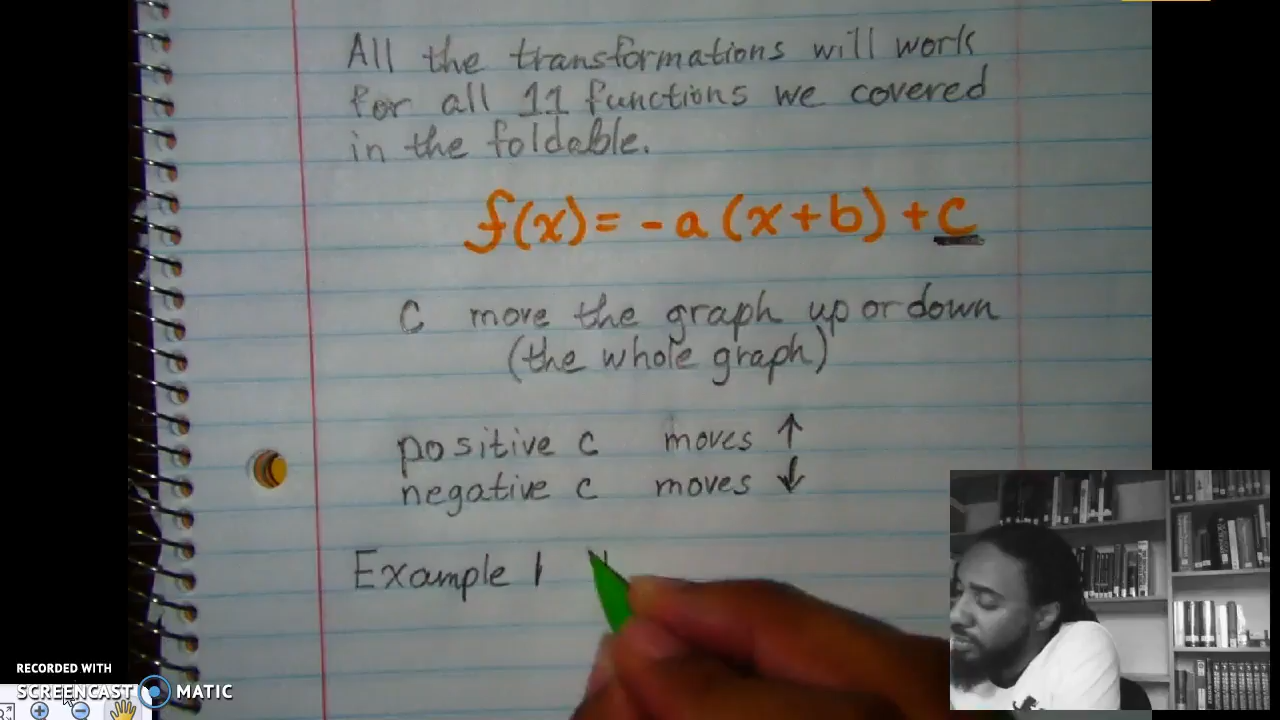 All the transformations will work
for all 11 functions we covered
in the foldable.
f(x) = -a (x+b) + c
C move the graph up or down
(the whole graph)
positive c moves ↑
negative c moves ↓
Example 1
RECORDED WITH
SCREENCAST MATIC